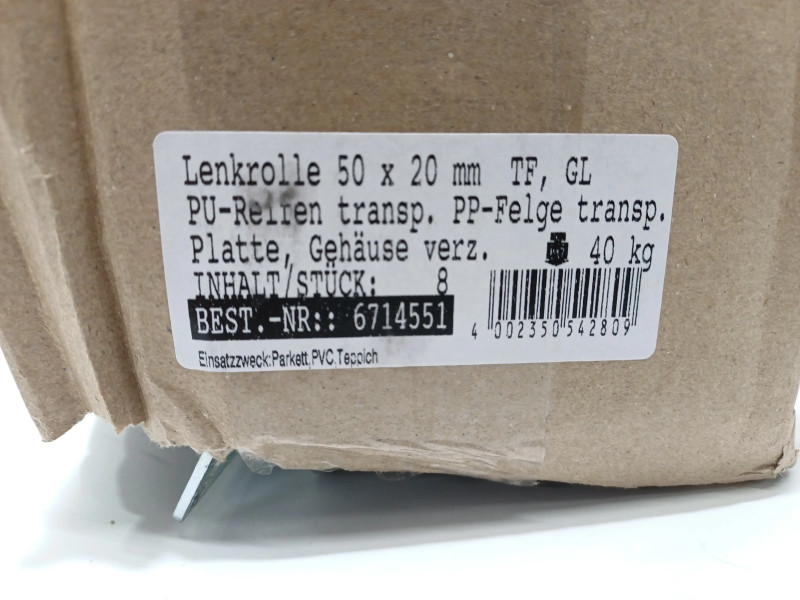 Lenkrolle 50 x 20 mm TF, GL
PU-Reifen transp. PP-Felge transp.
Platte, Gehäuse verz. 40 kg
INHALT/STÜCK: 8
BEST.-NR:: 6714551
4 002350 542809
Einsatzzweck:Parkett,PVC,Teppich